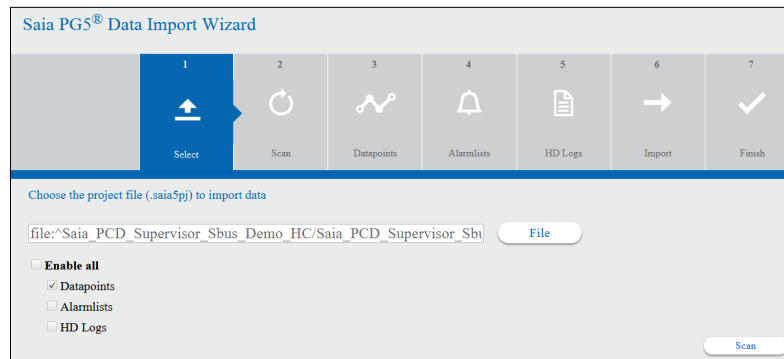 Saia PG5® Data Import Wizard
1 2 3 4 5 6 7
Select Scan Datapoints Alarmlists HD Logs Import Finish
Choose the project file (.saia5pj) to import data
file:^Saia_PCD_Supervisor_Sbus_Demo_HC/Saia_PCD_Supervisor_Sbu File
Enable all
Datapoints
Alarmlists
HD Logs
Scan